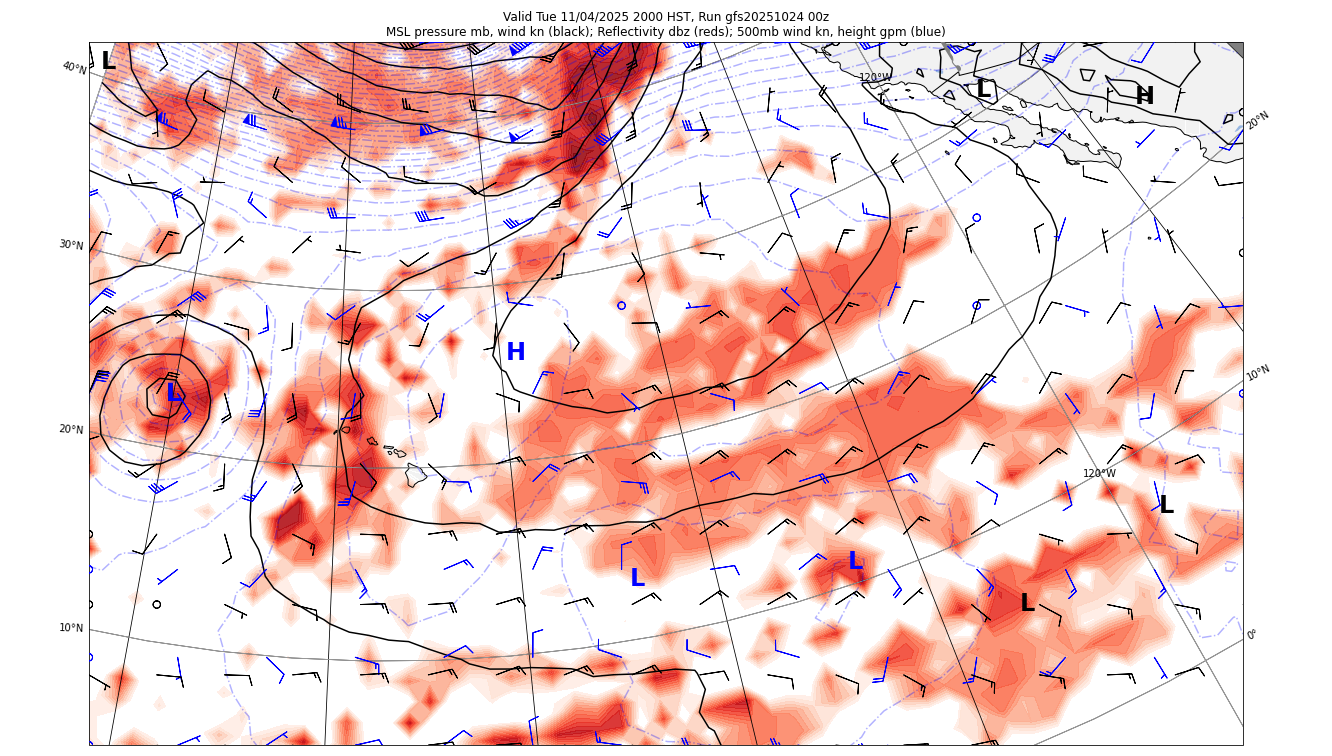 Valid Tue 11/04/2025 2000 HST, Run gfs20251024 00z
MSL pressure mb, wind kn (black); Reflectivity dbz (reds); 500mb wind kn, height gpm (blue)
L
40°N
120°W
L
H
20°N
30°N
H
10°N
L
20°N
120°W
L
L
L
L
10°N
0°